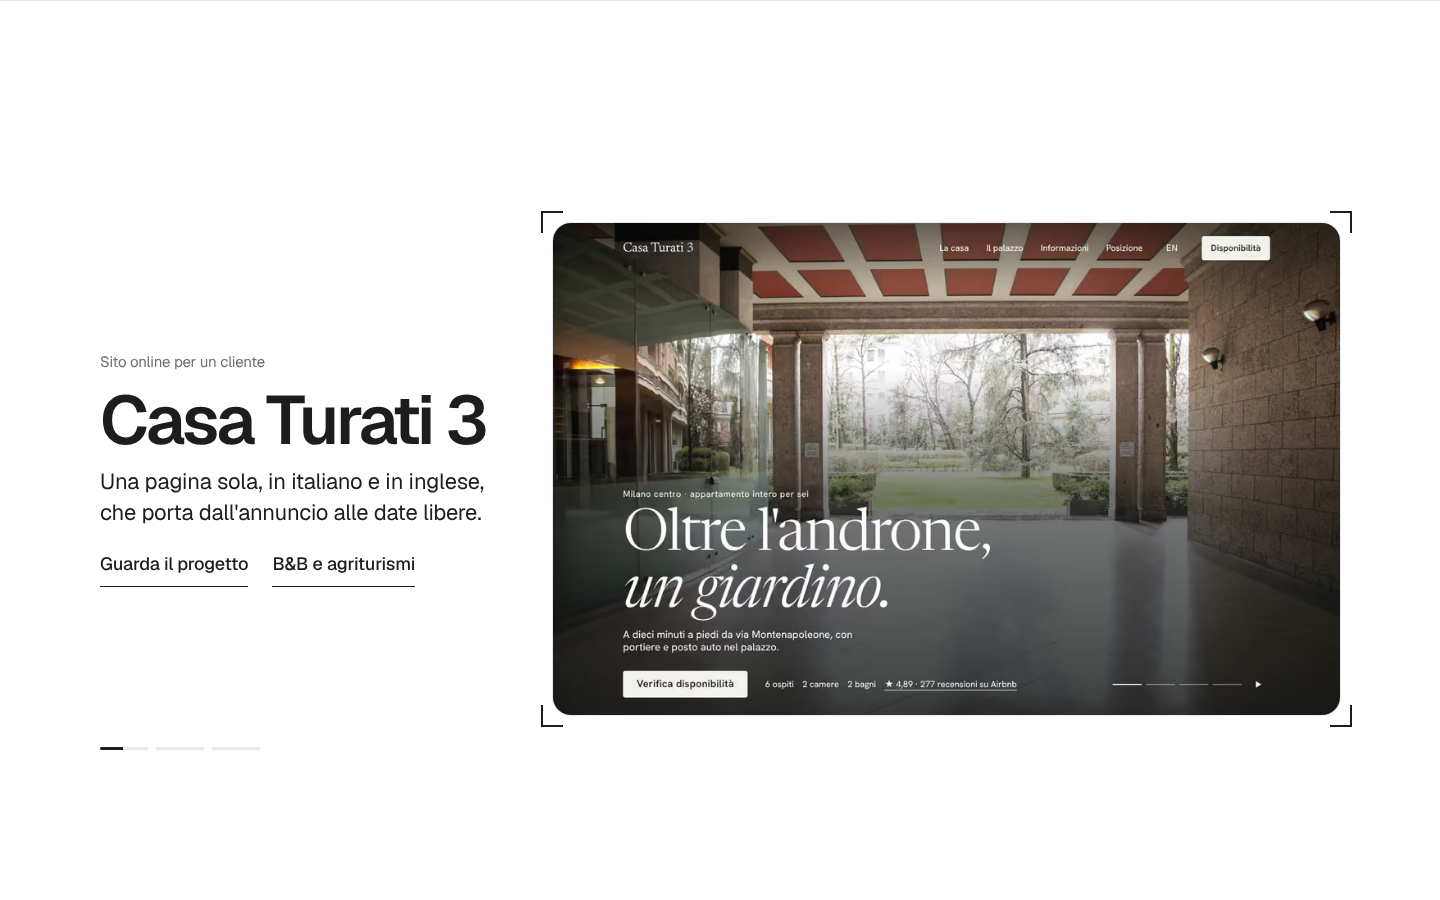 Sito online per un cliente
Casa Turati 3
Una pagina sola, in italiano e in inglese,
che porta dall'annuncio alle date libere.
Guarda il progetto
B&B e agriturismi
Casa Turati 3
La casa
Il palazzo
Informazioni
Posizione
EN
Disponibilità
Milano centro · appartamento intero per sei
Oltre l'androne,
un giardino.
A dieci minuti a piedi da via Montenapoleone, con
portiere e posto auto nel palazzo.
Verifica disponibilità
6 ospiti
2 camere
2 bagni
★ 4,89 · 277 recensioni su Airbnb